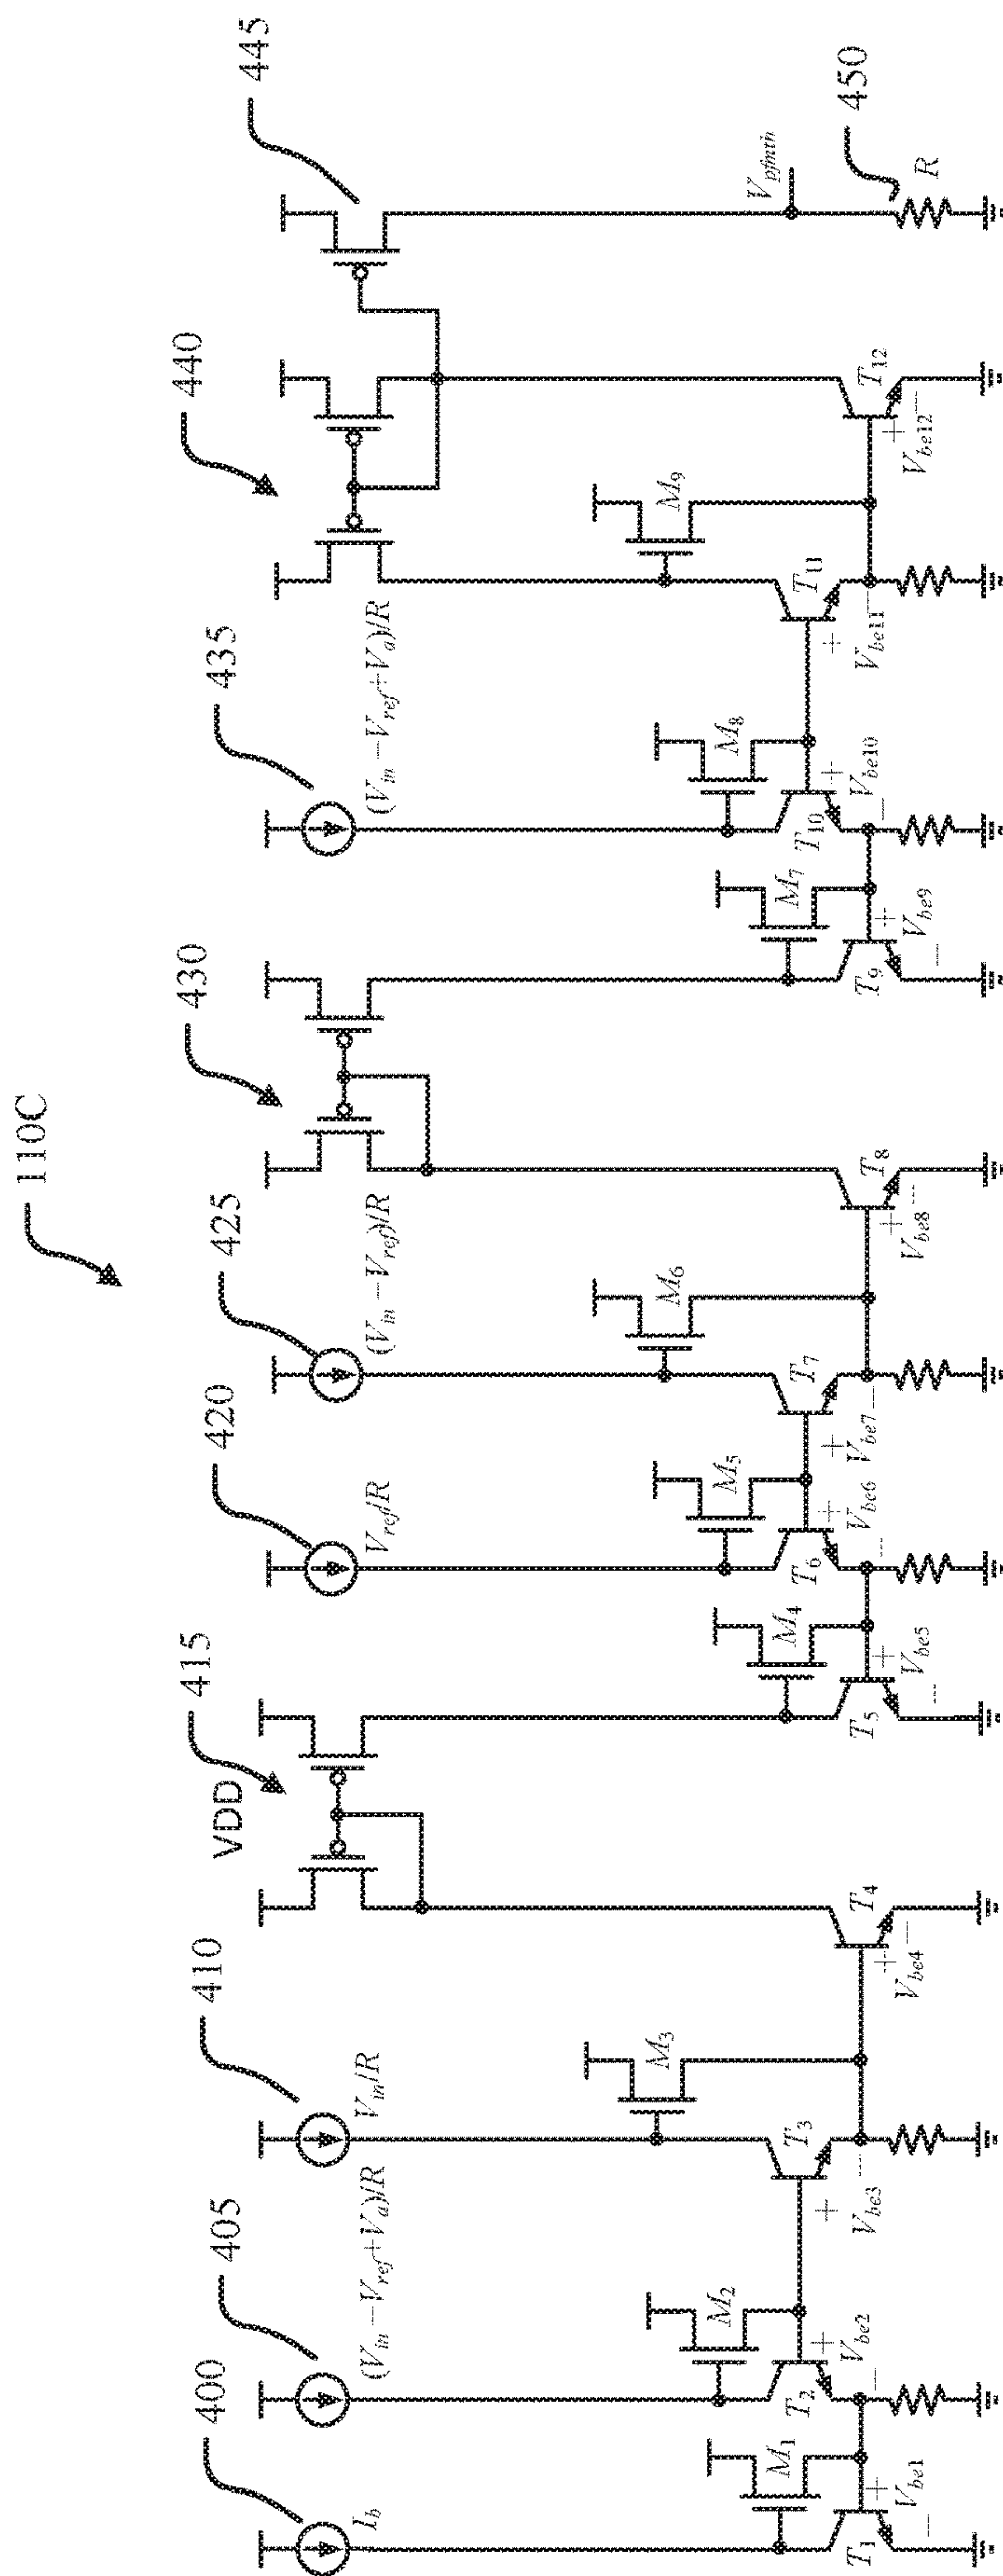 110C
400
405
410
415
420
425
430
435
440
445
I_b
(V_in − V_ref + V_a)/R
V_in/R
VDD
V_ref/R
(V_in − V_ref)/R
(V_in − V_ref + V_a)/R
M_1
M_2
M_3
M_4
M_5
M_6
M_7
M_8
M_9
T_1
T_2
T_3
T_4
T_5
T_6
T_7
T_8
T_9
T_10
T_11
T_12
+
V_be1
−
+
V_be2
−
+
V_be3
−
+
V_be4
−
+
V_be5
−
+
V_be6
−
+
V_be7
−
+
V_be8
−
+
V_be9
−
+
V_be10
−
+
V_be11
−
+
V_be12
−
V_pfmth
450
R